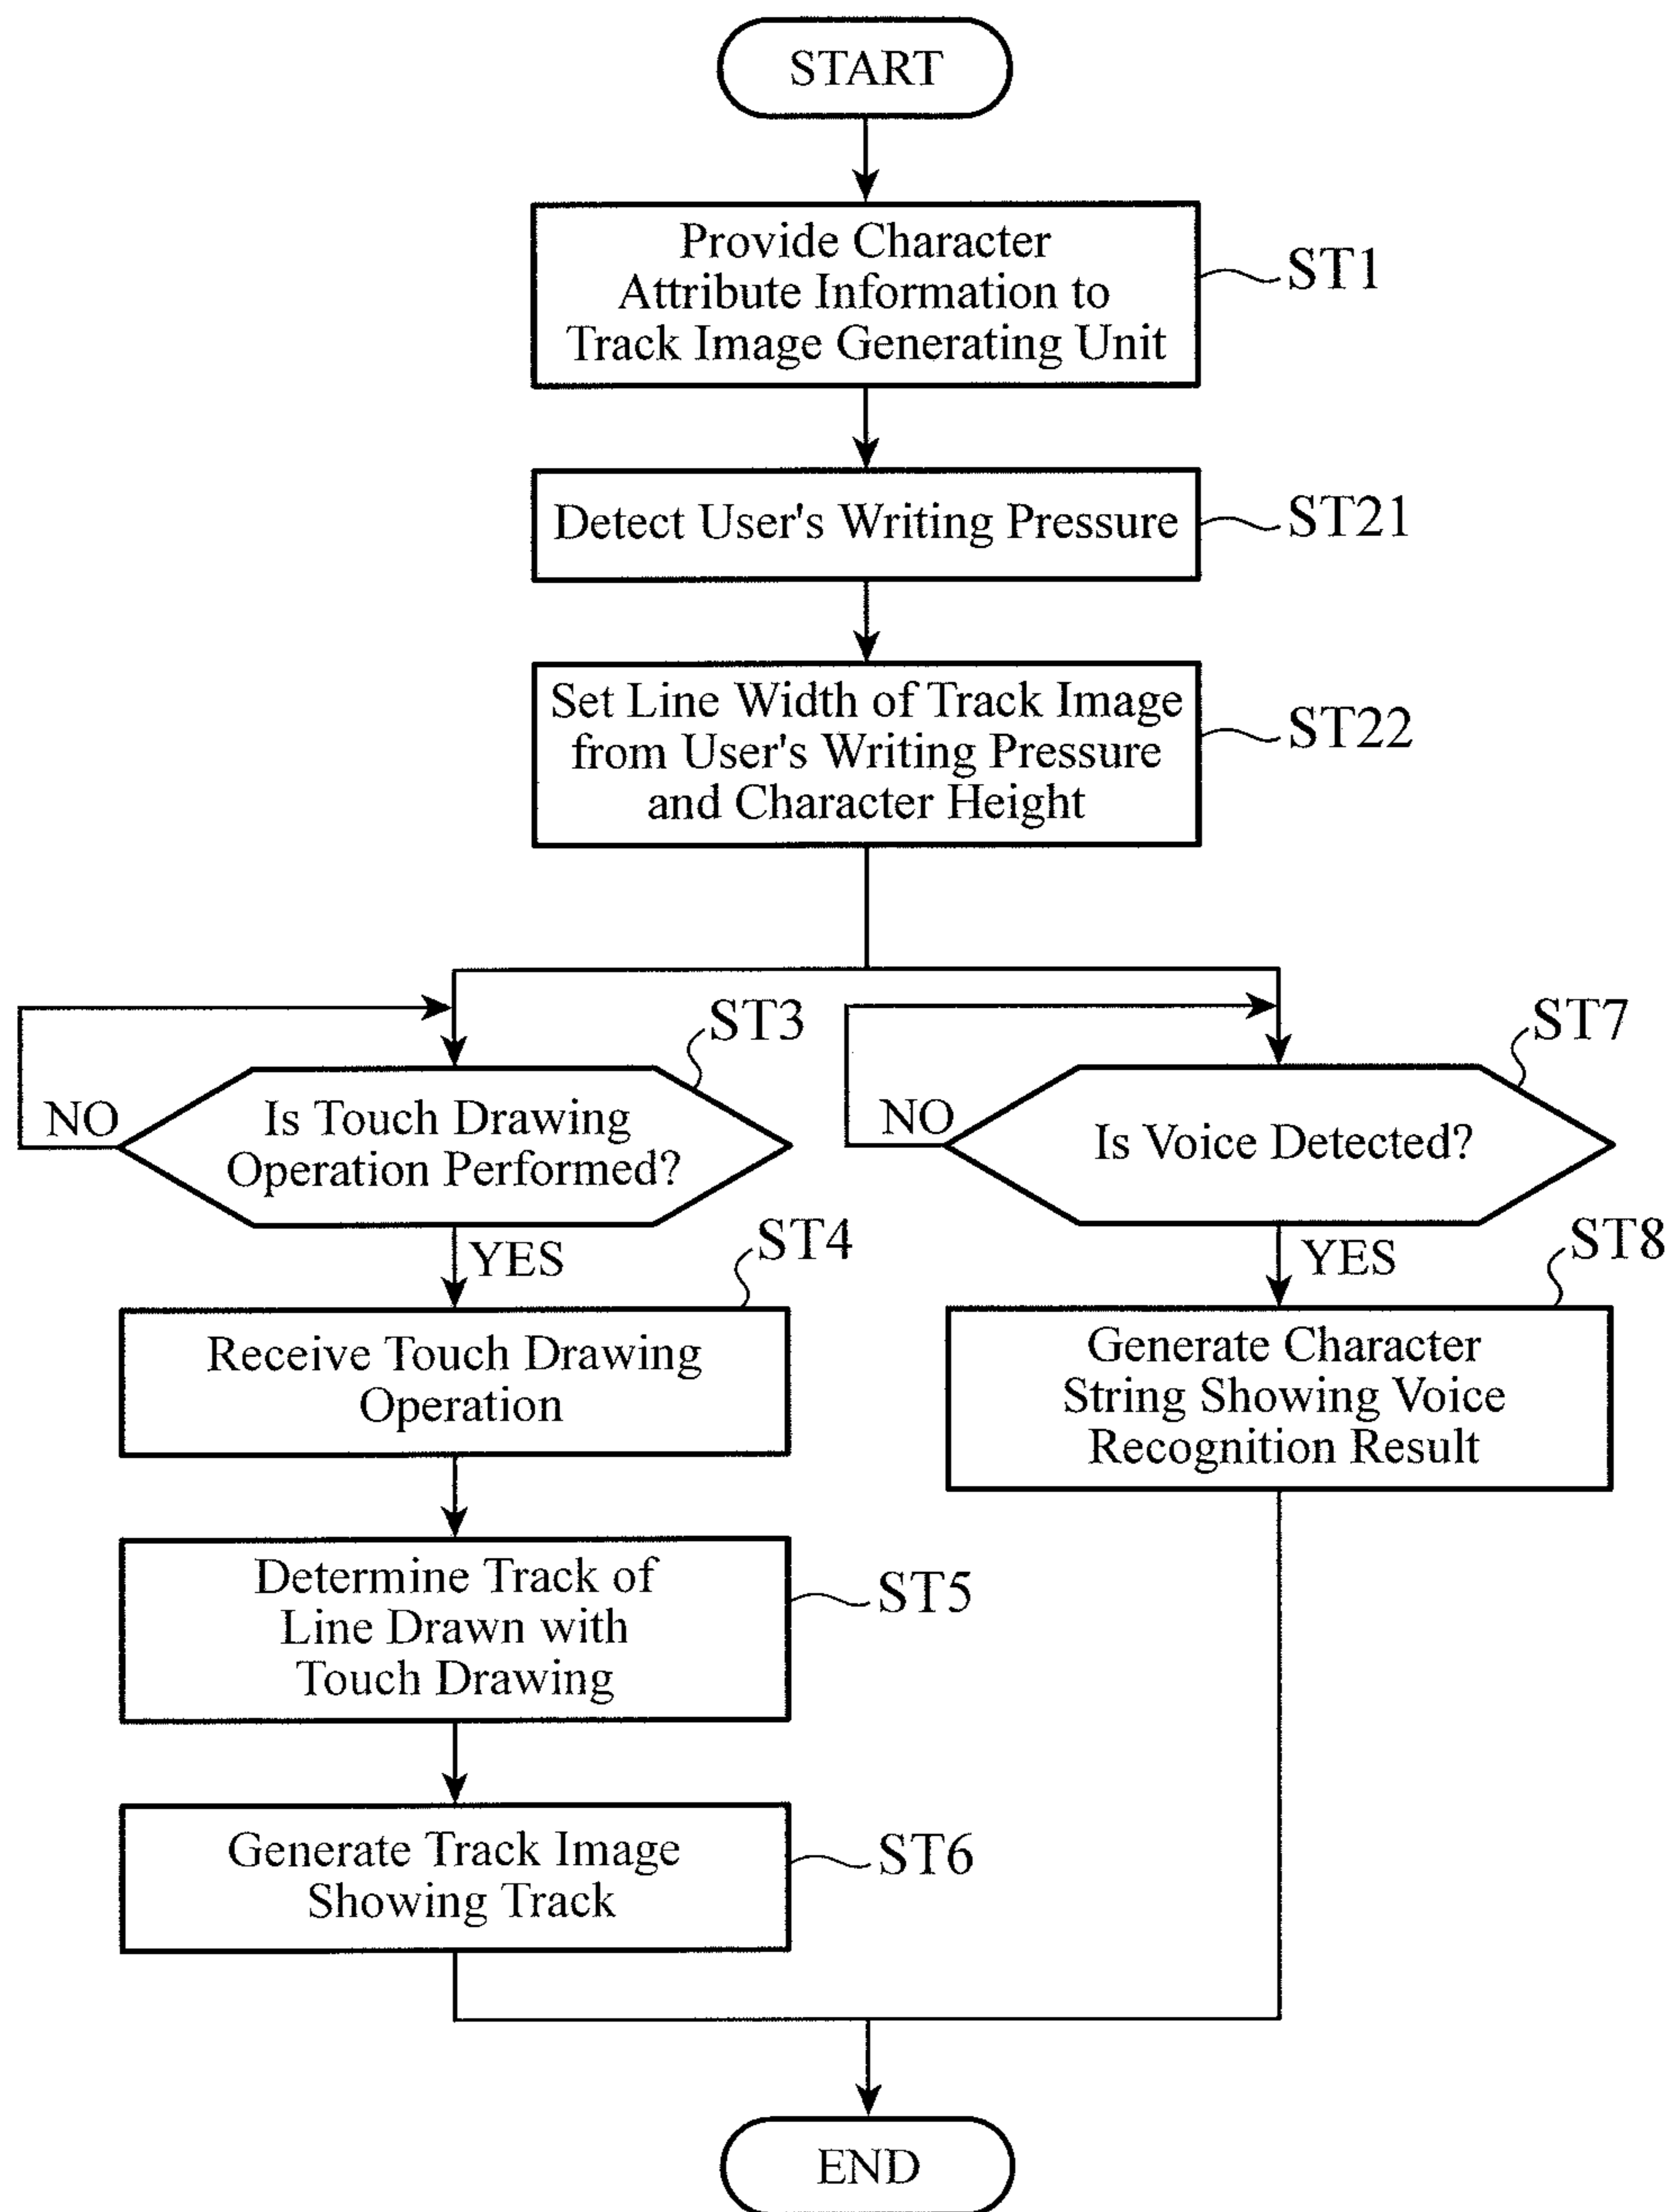 START
Provide Character
Attribute Information to
Track Image Generating Unit
ST1
Detect User's Writing Pressure
ST21
Set Line Width of Track Image
from User's Writing Pressure
and Character Height
ST22
ST3
NO
Is Touch Drawing
Operation Performed?
YES
ST4
Receive Touch Drawing
Operation
Determine Track of
Line Drawn with
Touch Drawing
ST5
Generate Track Image
Showing Track
ST6
ST7
NO
Is Voice Detected?
YES
ST8
Generate Character
String Showing Voice
Recognition Result
END